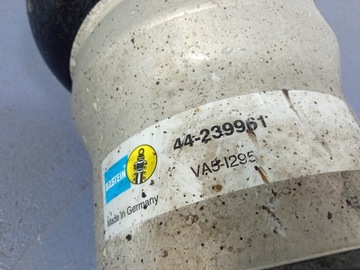 44-239961
VA5-I295
BILSTEIN
Made in Germany